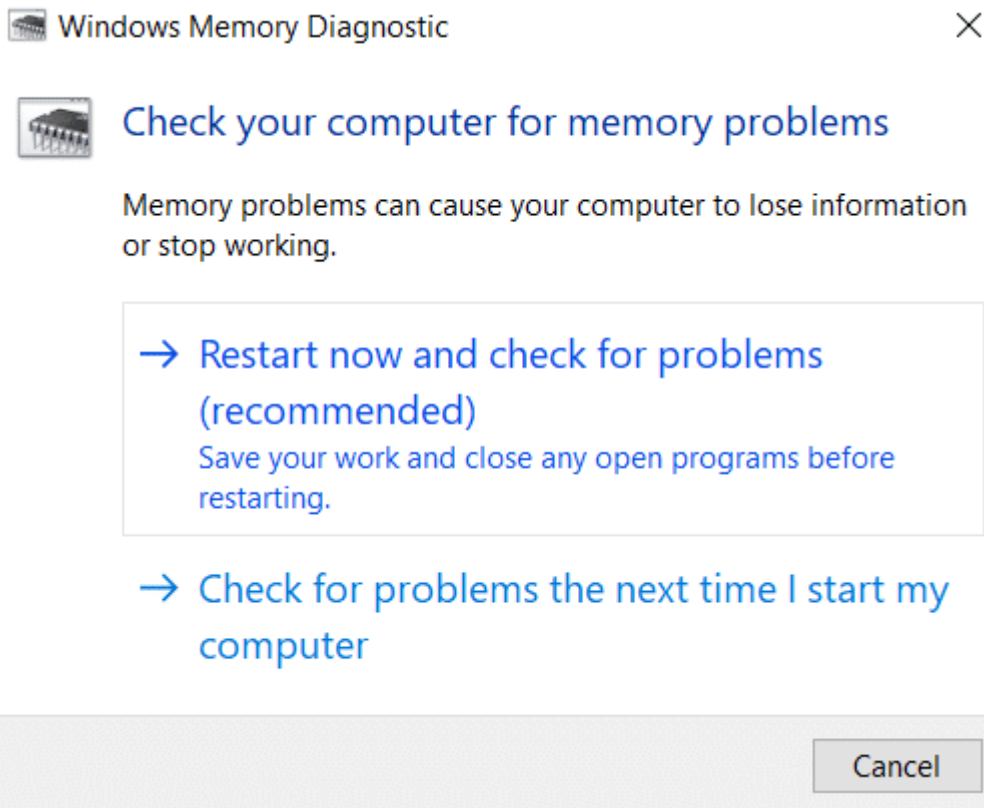 Windows Memory Diagnostic
Check your computer for memory problems
Memory problems can cause your computer to lose information
or stop working.
Restart now and check for problems
(recommended)
Save your work and close any open programs before
restarting.
Check for problems the next time I start my
computer
Cancel